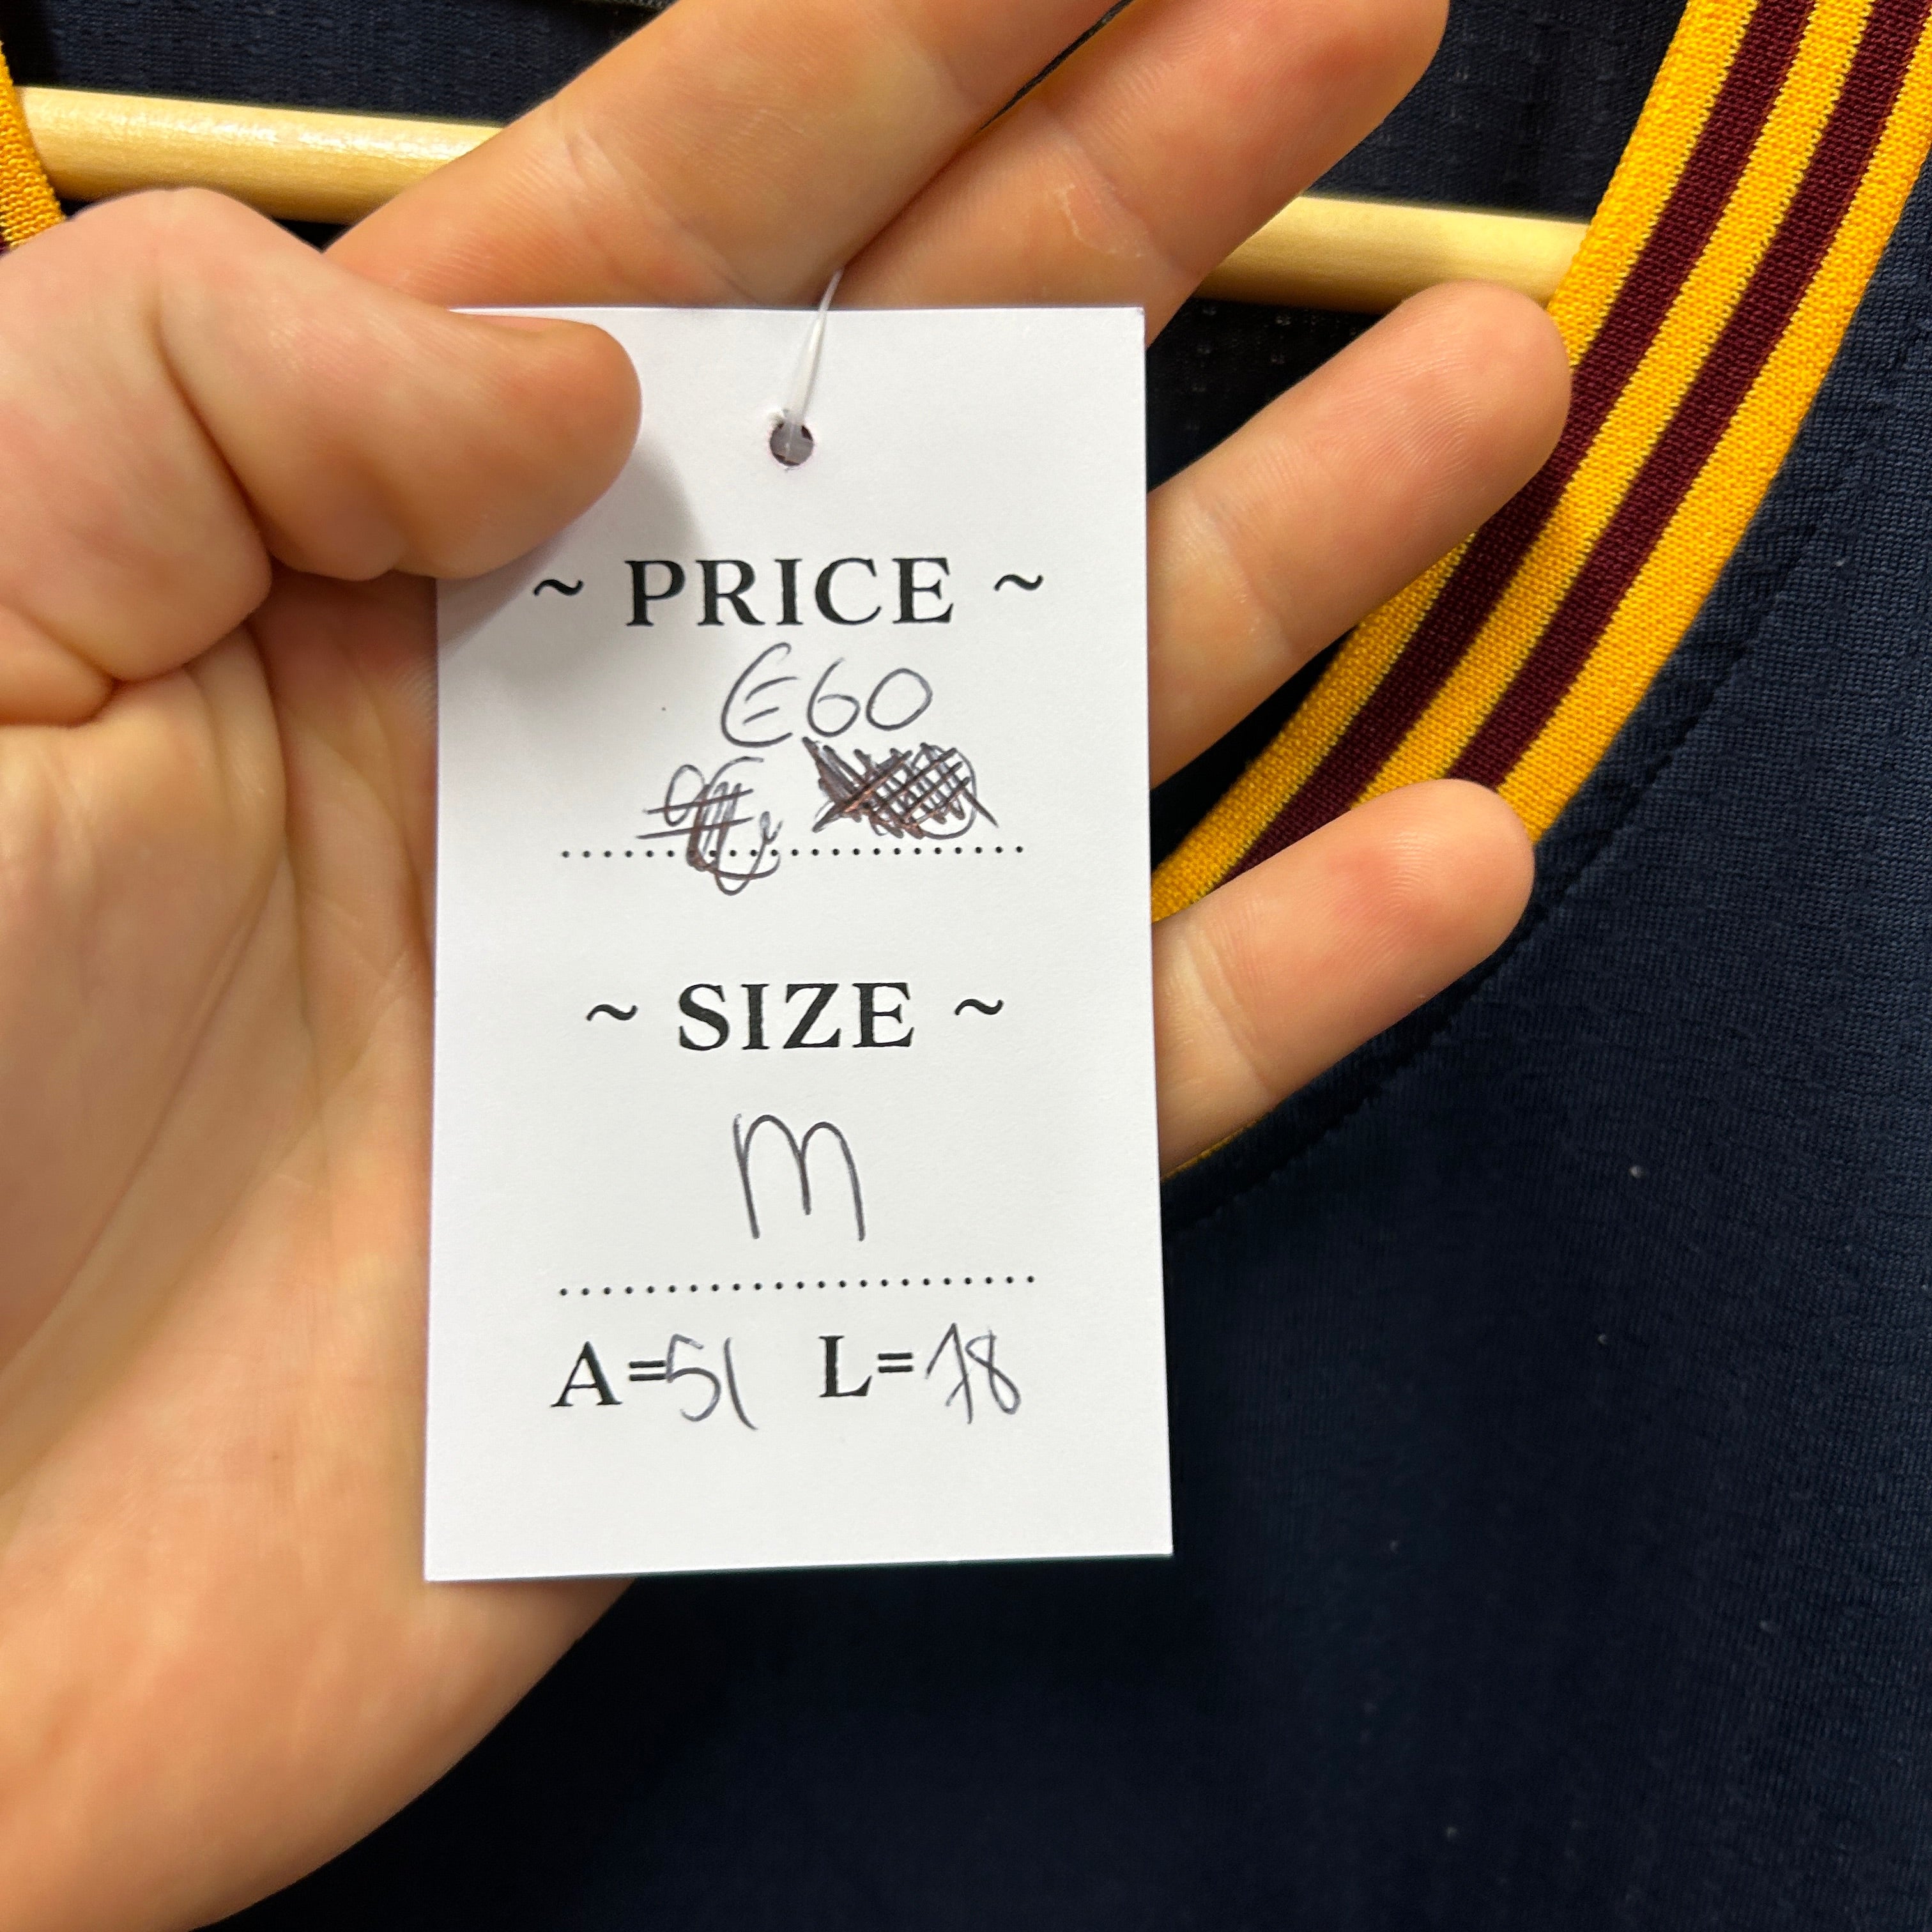 ~ PRICE ~
€60
~ SIZE ~
M
A=51 L=78